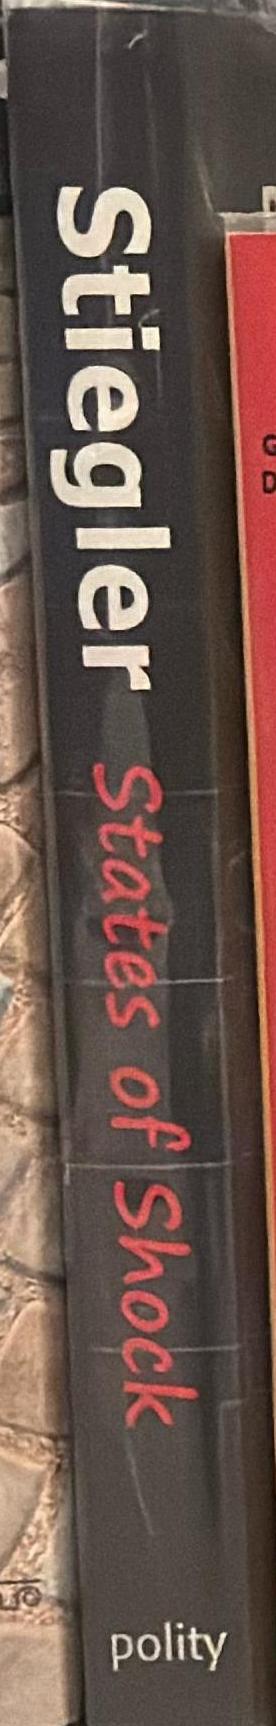 Stiegler States of Shock
polity
G
D